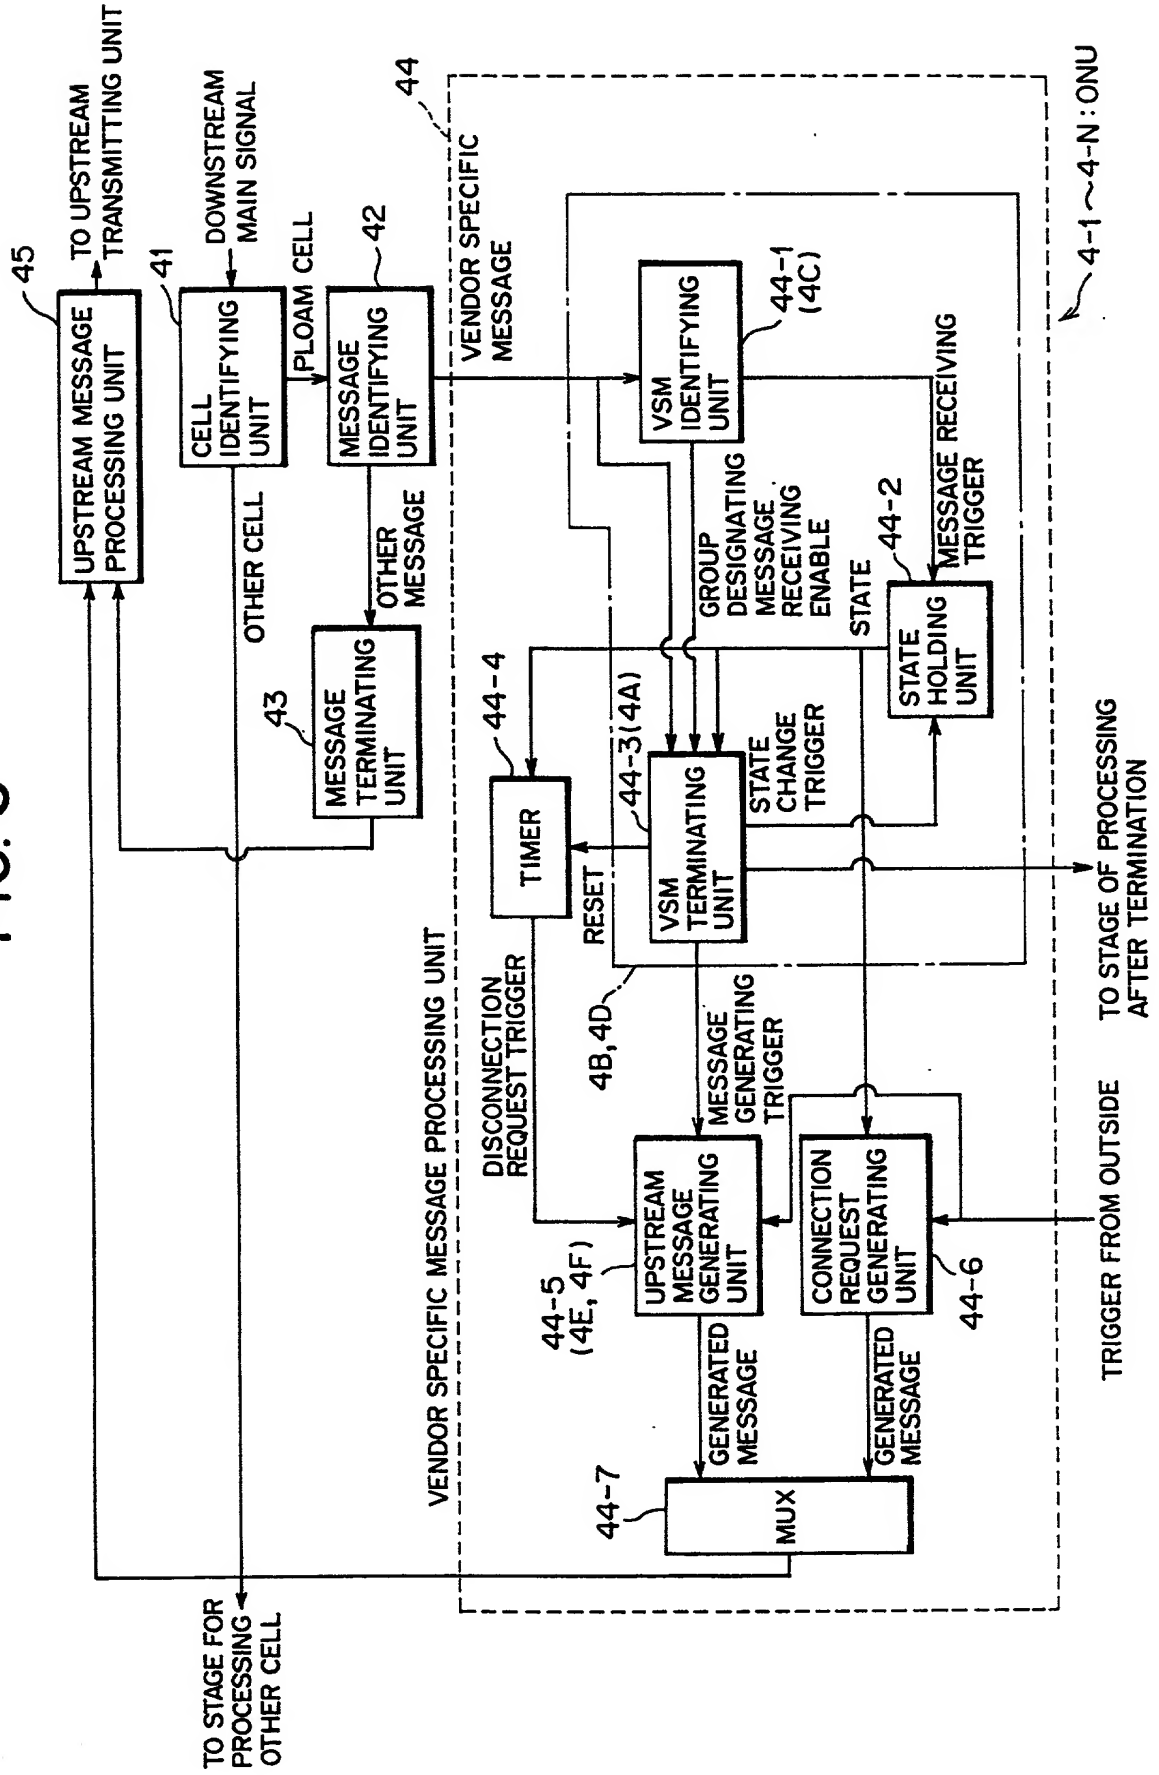 45
UPSTREAM MESSAGE
PROCESSING UNIT
TO UPSTREAM
TRANSMITTING UNIT
41
CELL
IDENTIFYING
UNIT
DOWNSTREAM
MAIN SIGNAL
OTHER CELL
TO STAGE FOR
PROCESSING
OTHER CELL
PLOAM CELL
42
MESSAGE
IDENTIFYING
UNIT
OTHER
MESSAGE
43
MESSAGE
TERMINATING
UNIT
VENDOR SPECIFIC MESSAGE PROCESSING UNIT
VENDOR SPECIFIC
MESSAGE
44
44-1
(4C)
VSM
IDENTIFYING
UNIT
MESSAGE RECEIVING
TRIGGER
GROUP
DESIGNATING
MESSAGE
RECEIVING
ENABLE
44-2
STATE
HOLDING
UNIT
STATE
44-3(4A)
VSM
TERMINATING
UNIT
STATE
CHANGE
TRIGGER
44-4
TIMER
RESET
4B,4D
DISCONNECTION
REQUEST TRIGGER
MESSAGE
GENERATING
TRIGGER
44-5
(4E, 4F)
UPSTREAM
MESSAGE
GENERATING
UNIT
CONNECTION
REQUEST
GENERATING
UNIT
44-6
GENERATED
MESSAGE
GENERATED
MESSAGE
44-7
MUX
TRIGGER FROM OUTSIDE
TO STAGE OF PROCESSING
AFTER TERMINATION
4-1~4-N:ONU